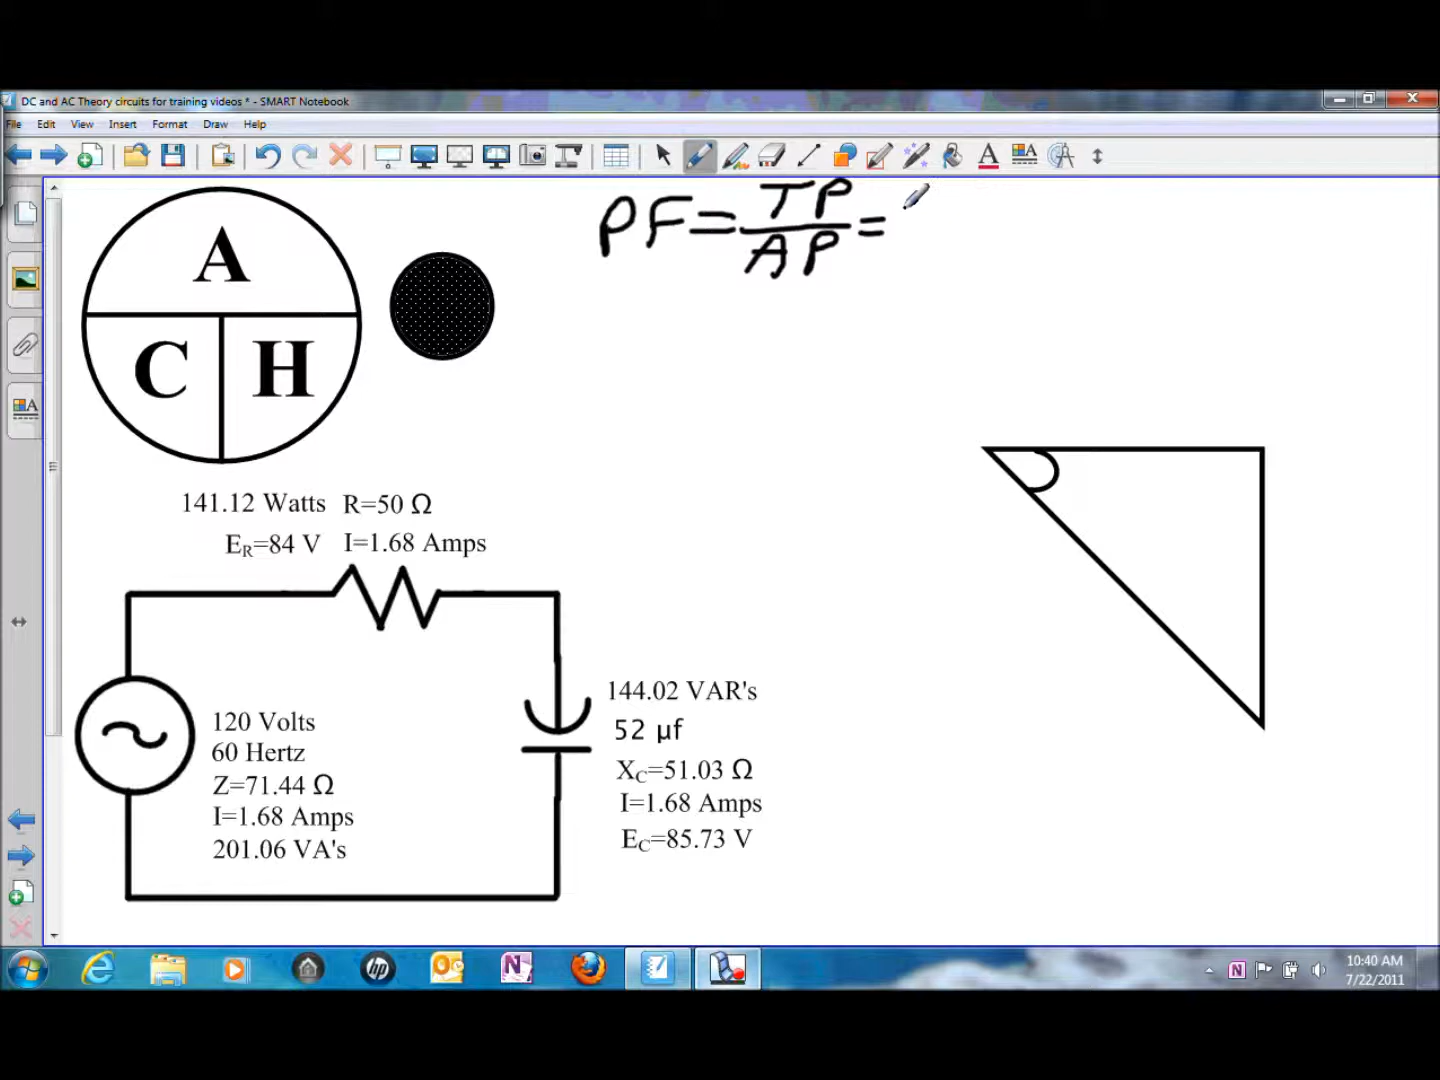 DC and AC Theory circuits for training videos * - SMART Notebook
File Edit View Insert Format Draw Help
PF=TP/AP=
A
C H
141.12 Watts R=50 Ω
ER=84 V I=1.68 Amps
144.02 VAR's
52 µf
XC=51.03 Ω
I=1.68 Amps
EC=85.73 V
120 Volts
60 Hertz
Z=71.44 Ω
I=1.68 Amps
201.06 VA's
10:40 AM
7/22/2011